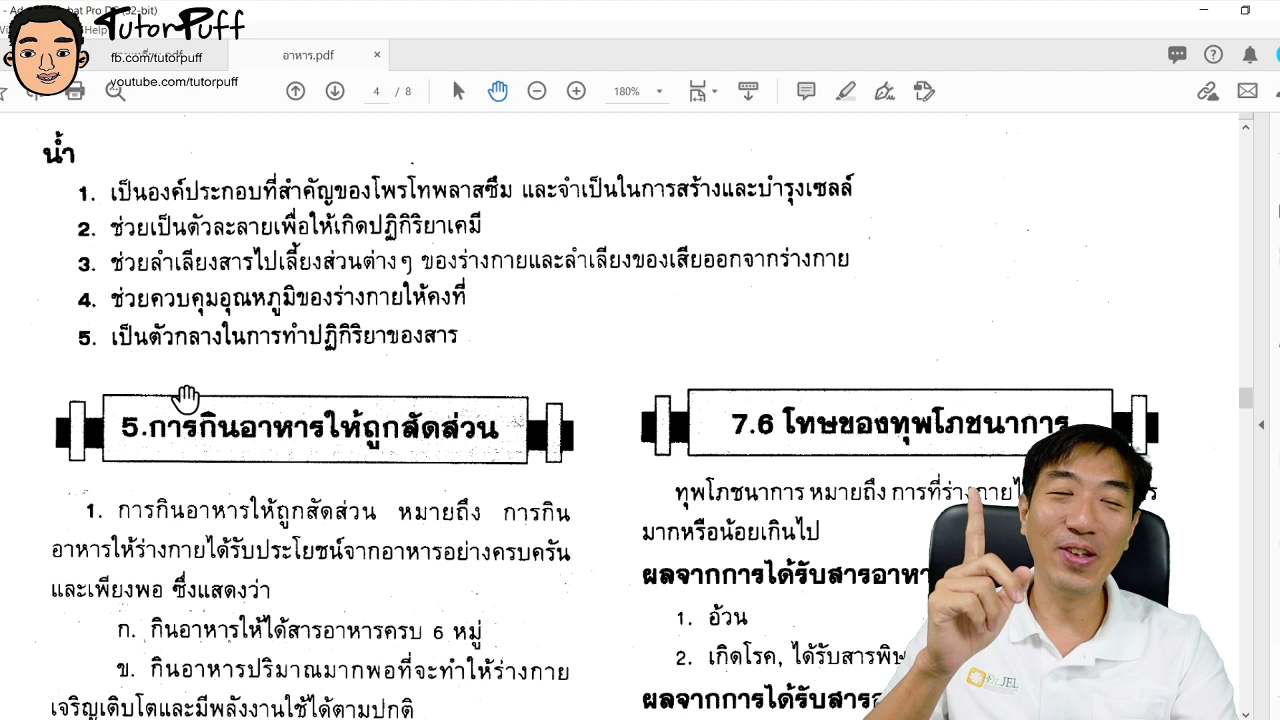 - A Pro D (32-bit)
TutorPuff
Help
fb.com/tutorpuff
youtube.com/tutorpuff
.pdf
อาหาร.pdf
4 / 8
180%
น้ำ
1. เป็นองค์ประกอบที่สำคัญของโพรโทพลาสซึม และจำเป็นในการสร้างและบำรุงเซลล์
2. ช่วยเป็นตัวละลายเพื่อให้เกิดปฏิกิริยาเคมี
3. ช่วยลำเลียงสารไปเลี้ยงส่วนต่างๆ ของร่างกายและลำเลียงของเสียออกจากร่างกาย
4. ช่วยควบคุมอุณหภูมิของร่างกายให้คงที่
5. เป็นตัวกลางในการทำปฏิกิริยาของสาร
5.การกินอาหารให้ถูกสัดส่วน
1. การกินอาหารให้ถูกสัดส่วน หมายถึง การกิน
อาหารให้ร่างกายได้รับประโยชน์จากอาหารอย่างครบครัน
และเพียงพอ ซึ่งแสดงว่า
ก. กินอาหารให้ได้สารอาหารครบ 6 หมู่
ข. กินอาหารปริมาณมากพอที่จะทำให้ร่างกาย
เจริญเติบโตและมีพลังงานใช้ได้ตามปกติ
7.6 โทษของทุพโภชนาการ
ทุพโภชนาการ หมายถึง การที่ร่างกาย
มากหรือน้อยเกินไป
ผลจากการได้รับสารอาหา
1. อ้วน
2. เกิดโรค, ได้รับสารพิษ
ผลจากการได้รับสาร
JEL